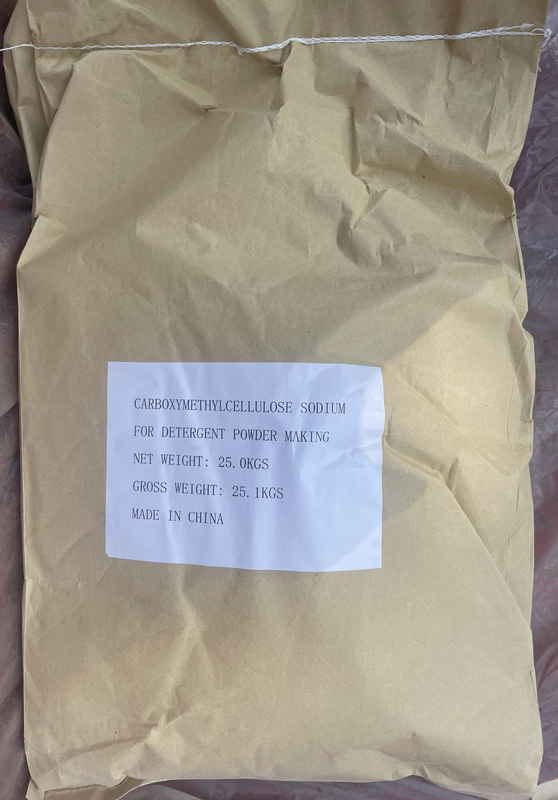 CARBOXYMETHYLCELLULOSE SODIUM
FOR DETERGENT POWDER MAKING
NET WEIGHT: 25.0KGS
GROSS WEIGHT: 25.1KGS
MADE IN CHINA